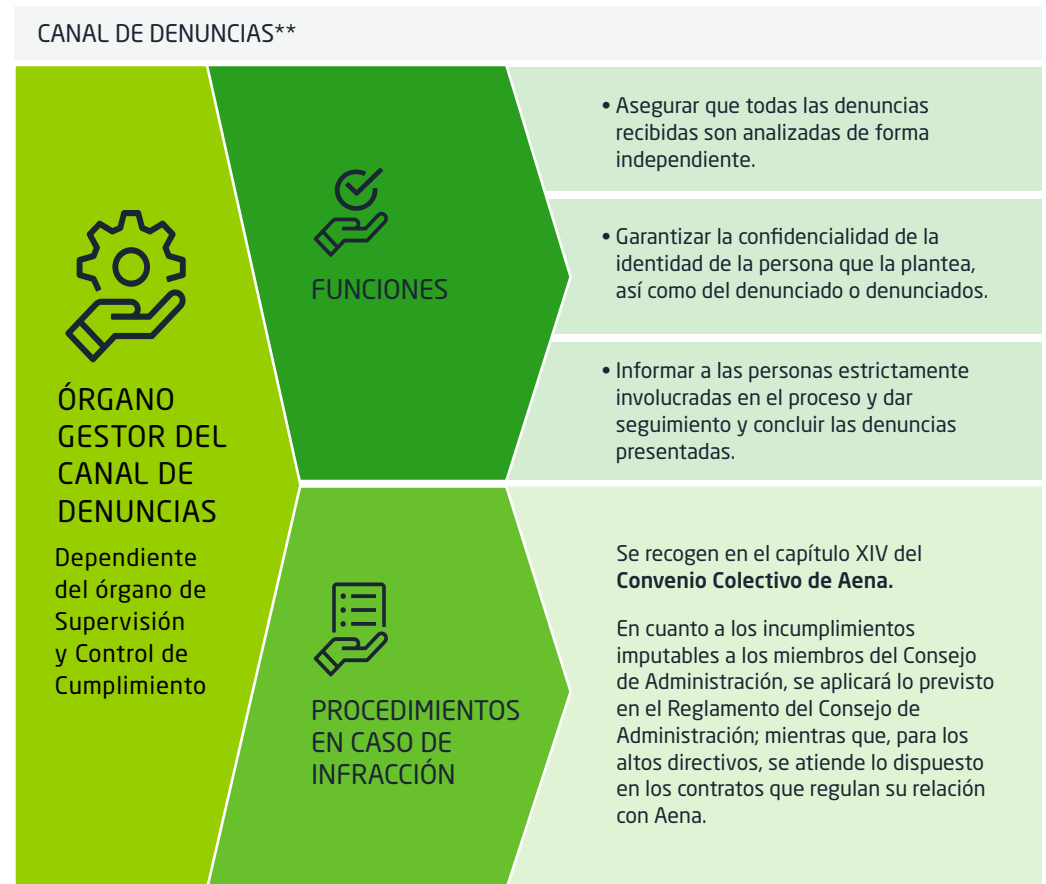 CANAL DE DENUNCIAS**
ÓRGANO
GESTOR DEL
CANAL DE
DENUNCIAS
Dependiente
del órgano de
Supervisión
y Control de
Cumplimiento
FUNCIONES
• Asegurar que todas las denuncias
recibidas son analizadas de forma
independiente.
• Garantizar la confidencialidad de la
identidad de la persona que la plantea,
así como del denunciado o denunciados.
• Informar a las personas estrictamente
involucradas en el proceso y dar
seguimiento y concluir las denuncias
presentadas.
PROCEDIMIENTOS
EN CASO DE
INFRACCIÓN
Se recogen en el capítulo XIV del
Convenio Colectivo de Aena.
En cuanto a los incumplimientos
imputables a los miembros del Consejo
de Administración, se aplicará lo previsto
en el Reglamento del Consejo de
Administración; mientras que, para los
altos directivos, se atiende lo dispuesto
en los contratos que regulan su relación
con Aena.